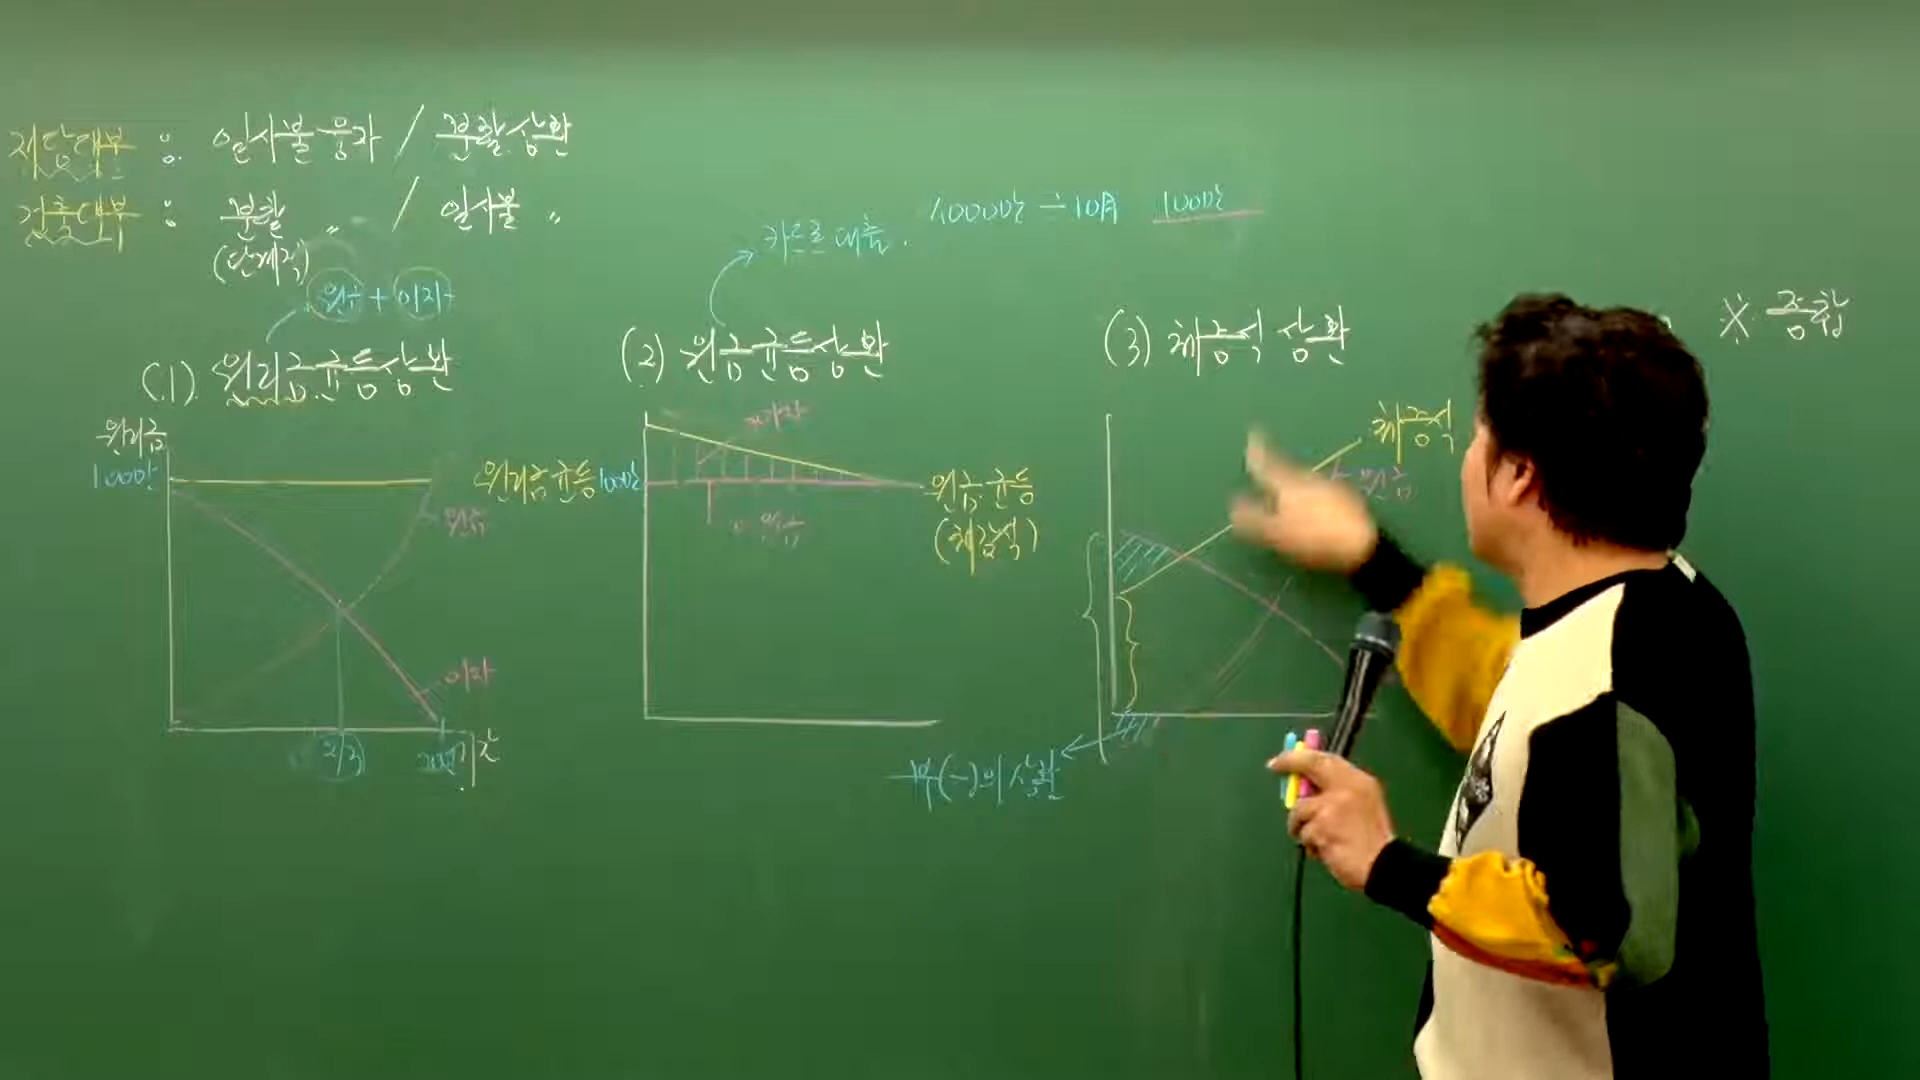 저당대부 : 일시불융자 / 분할상환
건축대부 : 분할 〃 / 일시불 〃
(단계적)
원금 + 이자
카드론 대출.
10000만 ÷ 10月 1000만
(1) 원리금균등상환
(2) 원금균등상환
(3) 체증식 상환
※ 종합
원리금
1000만
원리금 균등
원금
이자
2/3
기간
이자
1000만
원금
원금 균등
(체감식)
체증식
원금
부(-)의 상환